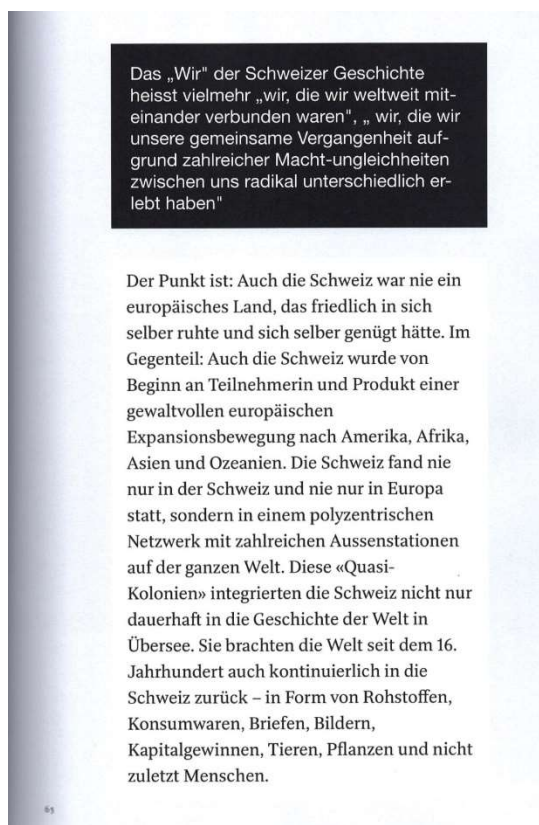 Das „Wir" der Schweizer Geschichte
heisst vielmehr „wir, die wir weltweit mit-
einander verbunden waren", „ wir, die wir
unsere gemeinsame Vergangenheit auf-
grund zahlreicher Macht-ungleichheiten
zwischen uns radikal unterschiedlich er-
lebt haben"
Der Punkt ist: Auch die Schweiz war nie ein
europäisches Land, das friedlich in sich
selber ruhte und sich selber genügt hätte. Im
Gegenteil: Auch die Schweiz wurde von
Beginn an Teilnehmerin und Produkt einer
gewaltvollen europäischen
Expansionsbewegung nach Amerika, Afrika,
Asien und Ozeanien. Die Schweiz fand nie
nur in der Schweiz und nie nur in Europa
statt, sondern in einem polyzentrischen
Netzwerk mit zahlreichen Aussenstationen
auf der ganzen Welt. Diese «Quasi-
Kolonien» integrierten die Schweiz nicht nur
dauerhaft in die Geschichte der Welt in
Übersee. Sie brachten die Welt seit dem 16.
Jahrhundert auch kontinuierlich in die
Schweiz zurück – in Form von Rohstoffen,
Konsumwaren, Briefen, Bildern,
Kapitalgewinnen, Tieren, Pflanzen und nicht
zuletzt Menschen.
65